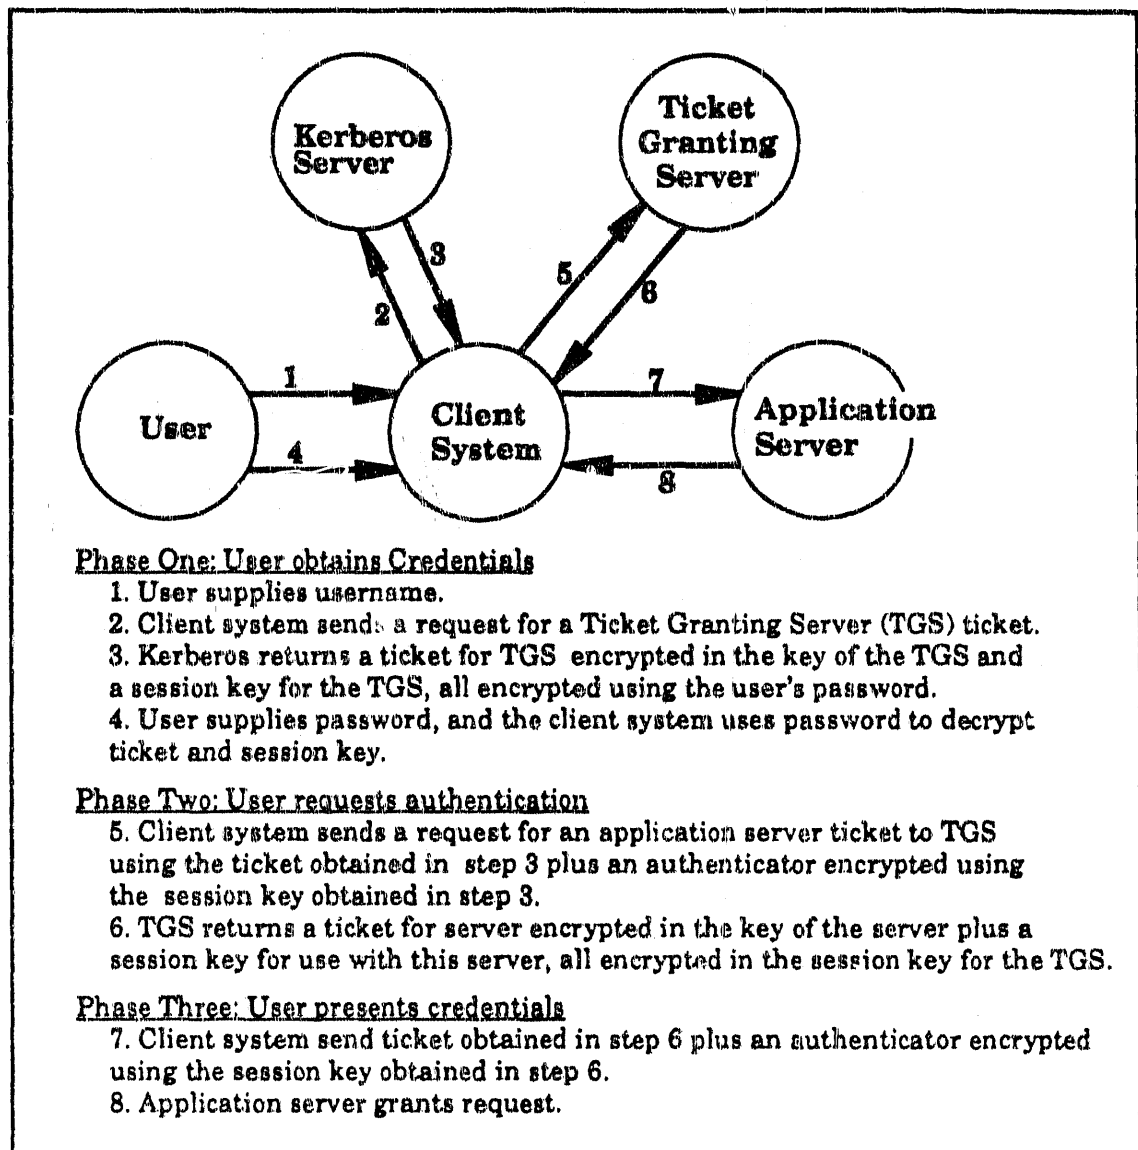 Kerberos
Server
Ticket
Granting
Server
3
5
6
2
1
7
User
Client
System
Application
Server
4
8
Phase One: User obtains Credentials
1. User supplies username.
2. Client system sends a request for a Ticket Granting Server (TGS) ticket.
3. Kerberos returns a ticket for TGS encrypted in the key of the TGS and
a session key for the TGS, all encrypted using the user's password.
4. User supplies password, and the client system uses password to decrypt
ticket and session key.
Phase Two: User requests authentication
5. Client system sends a request for an application server ticket to TGS
using the ticket obtained in step 3 plus an authenticator encrypted using
the session key obtained in step 3.
6. TGS returns a ticket for server encrypted in the key of the server plus a
session key for use with this server, all encrypted in the session key for the TGS.
Phase Three: User presents credentials
7. Client system send ticket obtained in step 6 plus an authenticator encrypted
using the session key obtained in step 6.
8. Application server grants request.